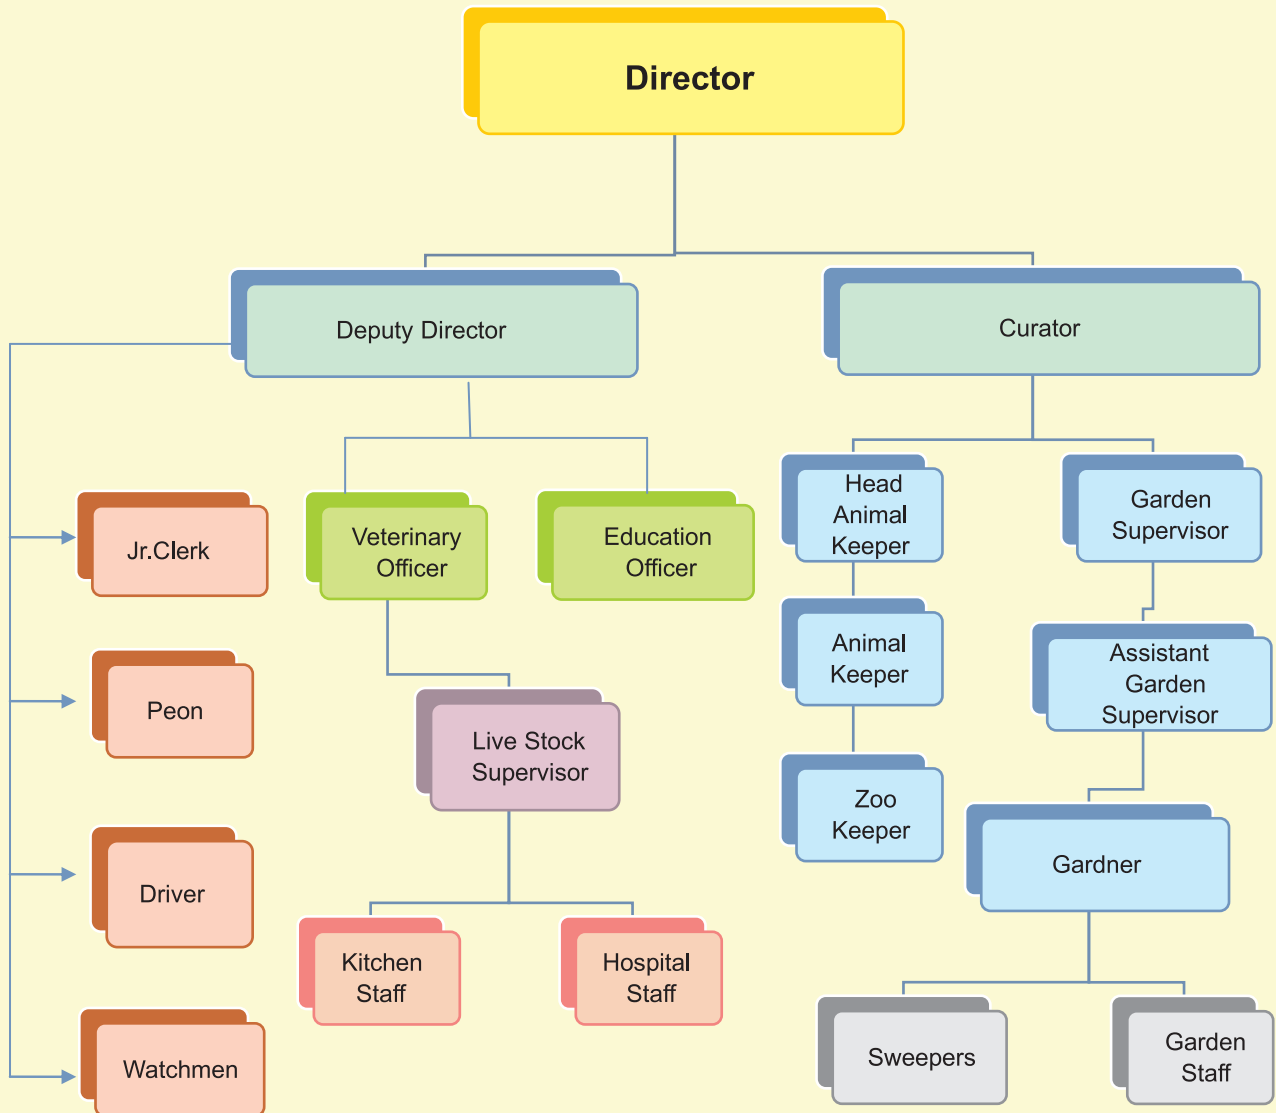 Director
Deputy Director
Curator
Jr.Clerk
Veterinary
Officer
Education
Officer
Head
Animal
Keeper
Garden
Supervisor
Peon
Live Stock
Supervisor
Animal
Keeper
Assistant
Garden
Supervisor
Driver
Zoo
Keeper
Gardner
Kitchen
Staff
Hospital
Staff
Watchmen
Sweepers
Garden
Staff